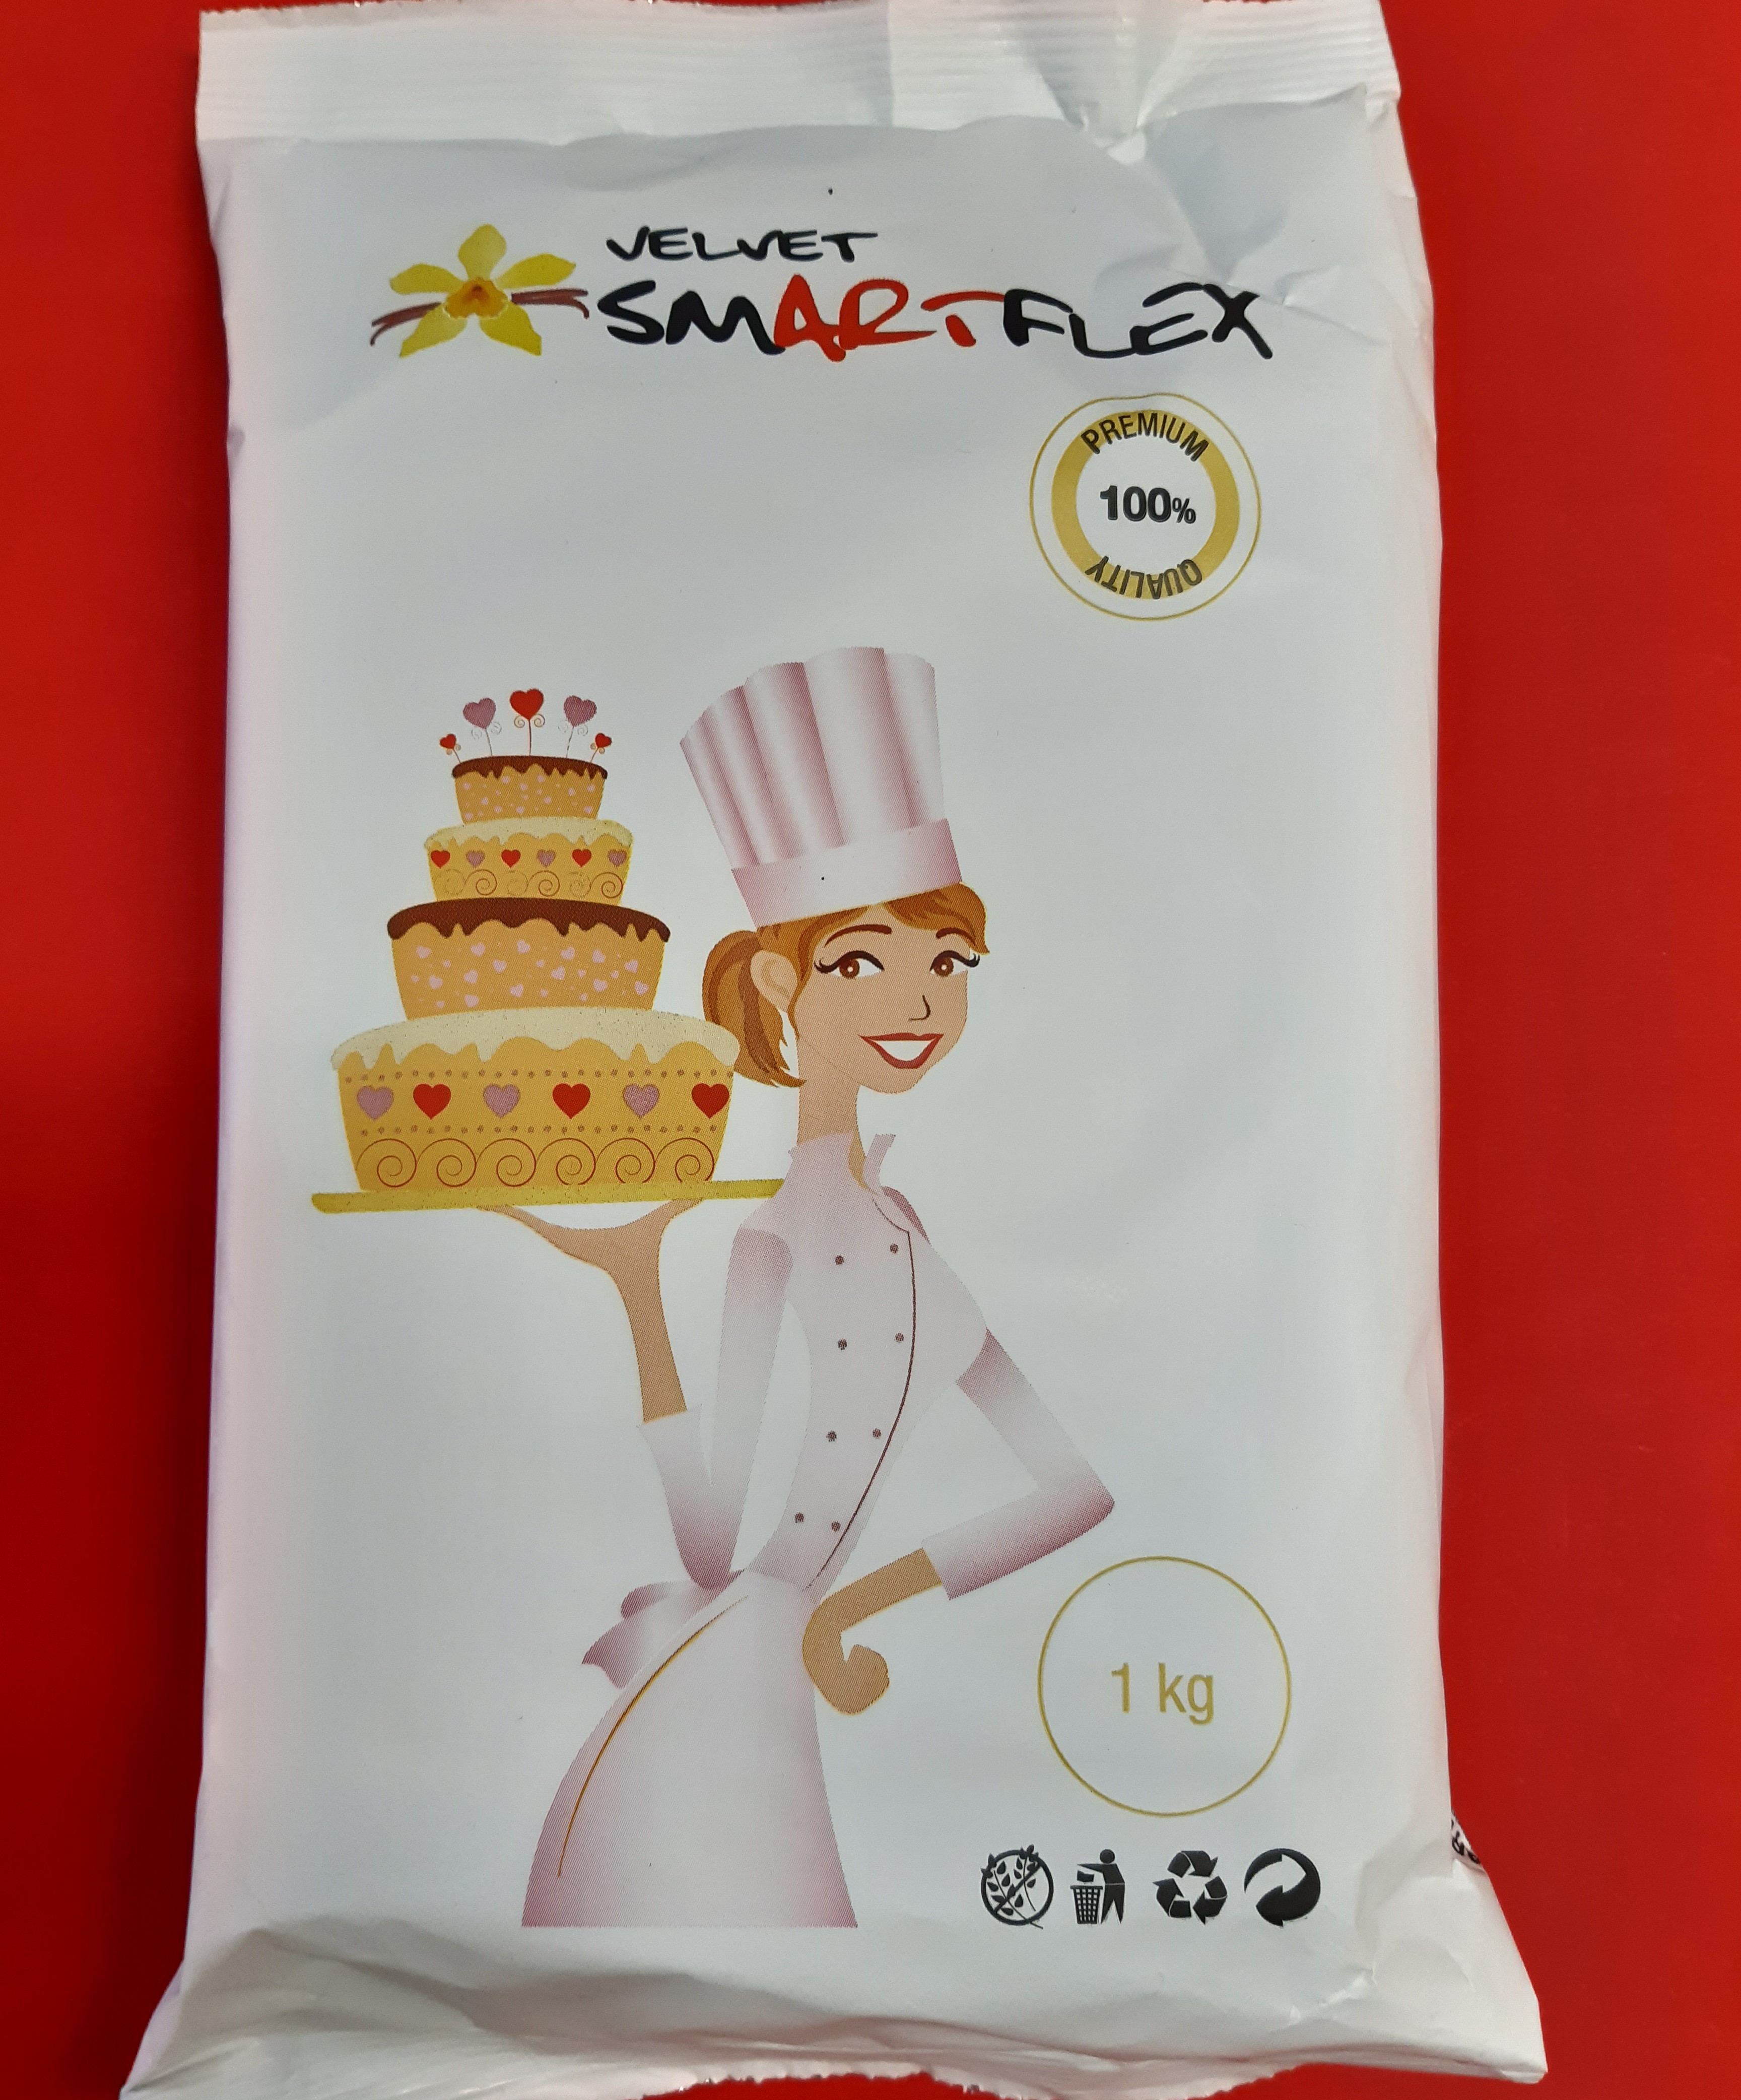 VELVET
SMARTFLEX
PREMIUM
100%
QUALITY
1 kg